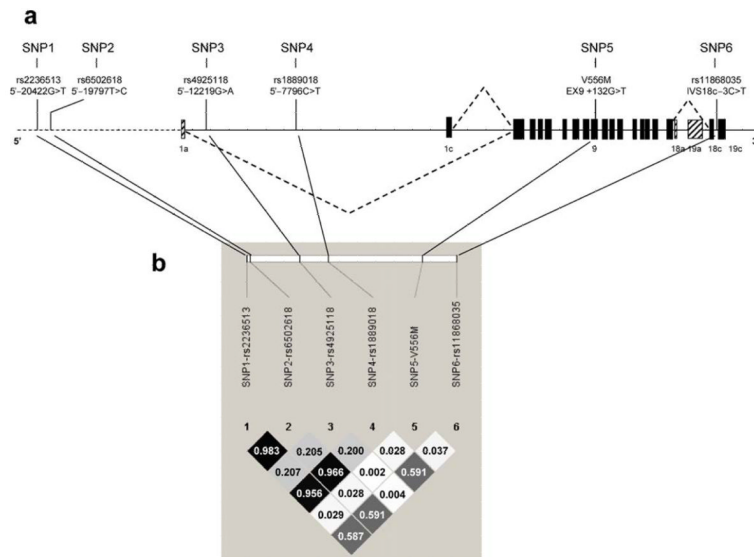 a
SNP1 SNP2 SNP3 SNP4 SNP5 SNP6
rs2236513 rs6502618 rs4925118 rs1889018 V556M rs11868035
5'–20422G>T 5'–19797T>C 5'–12219G>A 5'–7796C>T EX9 +132G>T IVS18c–3C>T
5' 3'
1a 1c 9 18a 19a 18c 19c
b
SNP1-rs2236513
SNP2-rs6502618
SNP3-rs4925118
SNP4-rs1889018
SNP5-V556M
SNP6-rs11868035
1 2 3 4 5 6
0.983 0.205 0.200 0.028 0.037
0.207 0.966 0.002 0.591
0.956 0.028 0.004
0.029 0.591
0.587